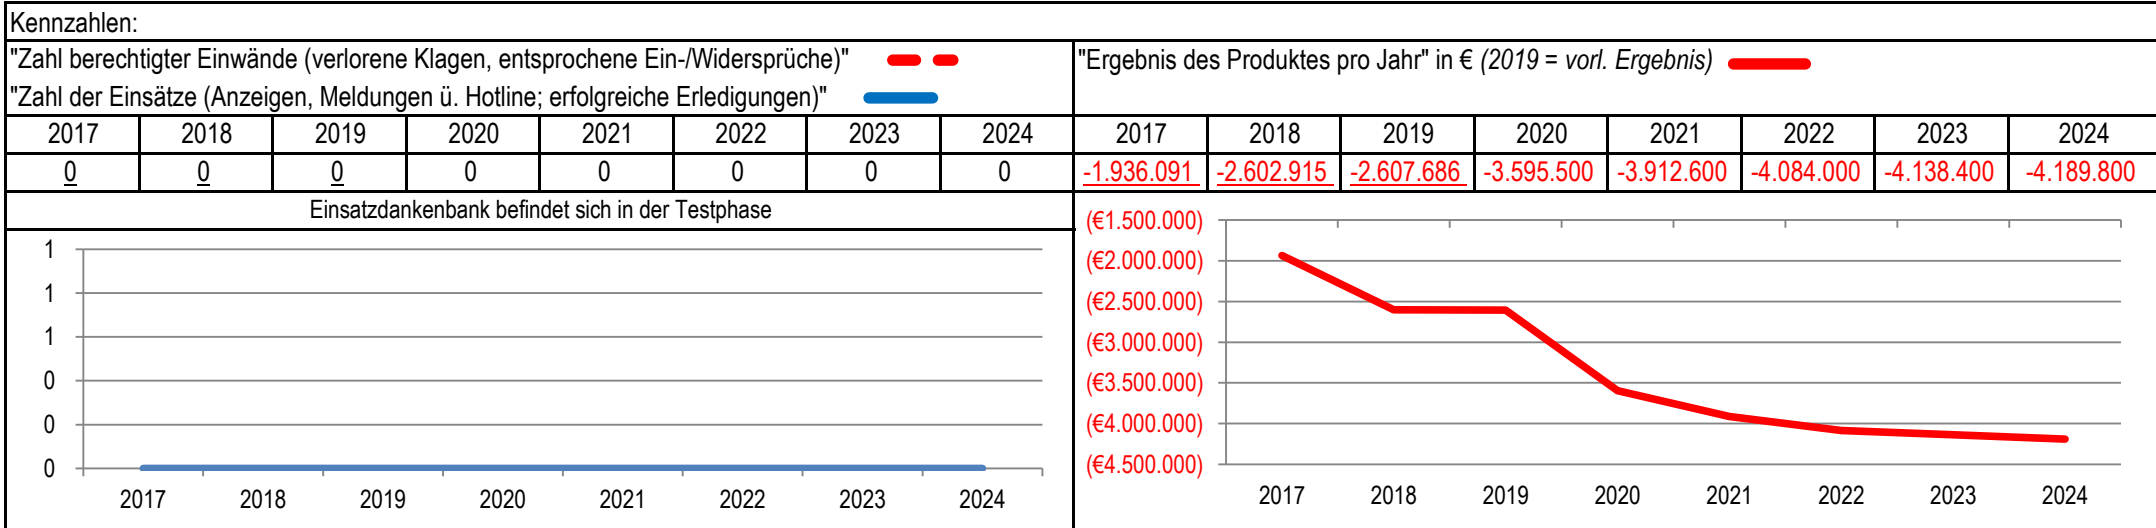 Kennzahlen:
"Zahl berechtigter Einwände (verlorene Klagen, entsprochene Ein-/Widersprüche)"
"Zahl der Einsätze (Anzeigen, Meldungen ü. Hotline; erfolgreiche Erledigungen)"
2017 2018 2019 2020 2021 2022 2023 2024
0 0 0 0 0 0 0 0
Einsatzdankenbank befindet sich in der Testphase
1
1
1
0
0
0
2017 2018 2019 2020 2021 2022 2023 2024
"Ergebnis des Produktes pro Jahr" in € (2019 = vorl. Ergebnis)
2017 2018 2019 2020 2021 2022 2023 2024
-1.936.091 -2.602.915 -2.607.686 -3.595.500 -3.912.600 -4.084.000 -4.138.400 -4.189.800
(€1.500.000)
(€2.000.000)
(€2.500.000)
(€3.000.000)
(€3.500.000)
(€4.000.000)
(€4.500.000)
2017 2018 2019 2020 2021 2022 2023 2024